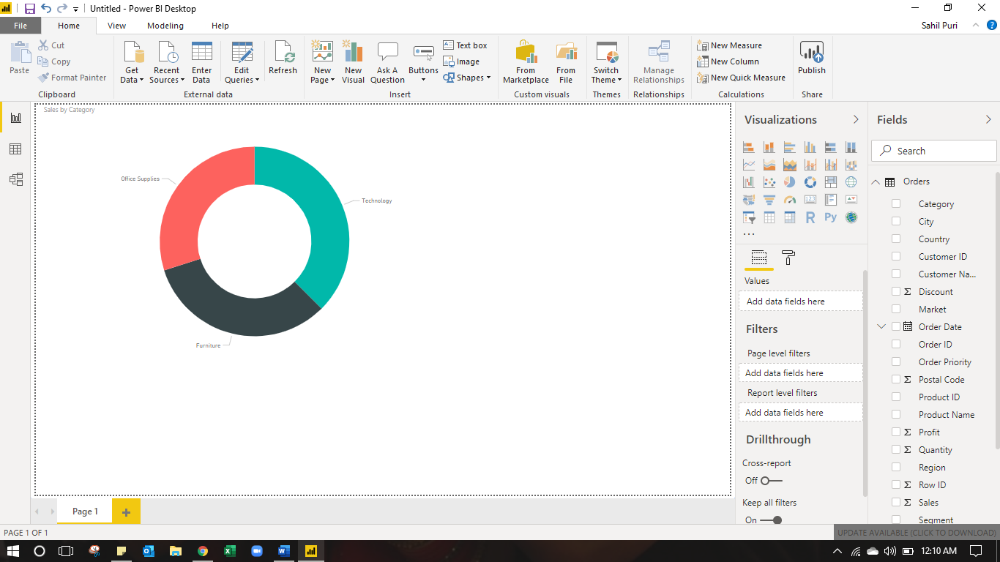 Untitled - Power BI Desktop
File Home View Modeling Help Sahil Puri ?
Paste
Cut
Copy
Format Painter
Clipboard
Get Data
Recent Sources
Enter Data
Edit Queries
Refresh
External data
New Page
New Visual
Ask A Question
Buttons
Text box
Image
Shapes
Insert
From Marketplace
From File
Custom visuals
Switch Theme
Themes
Manage Relationships
Relationships
New Measure
New Column
New Quick Measure
Calculations
Publish
Share
Sales by Category
Office Supplies
Technology
Furniture
Visualizations
123
R
Py
...
Values
Add data fields here
Filters
Page level filters
Add data fields here
Report level filters
Add data fields here
Drillthrough
Cross-report
Off
Keep all filters
On
Fields
Search
Orders
Category
City
Country
Customer ID
Customer Na...
Σ Discount
Market
Order Date
Order ID
Order Priority
Σ Postal Code
Product ID
Product Name
Σ Profit
Σ Quantity
Region
Σ Row ID
Σ Sales
Segment
Page 1
+
PAGE 1 OF 1
UPDATE AVAILABLE (CLICK TO DOWNLOAD)
12:10 AM